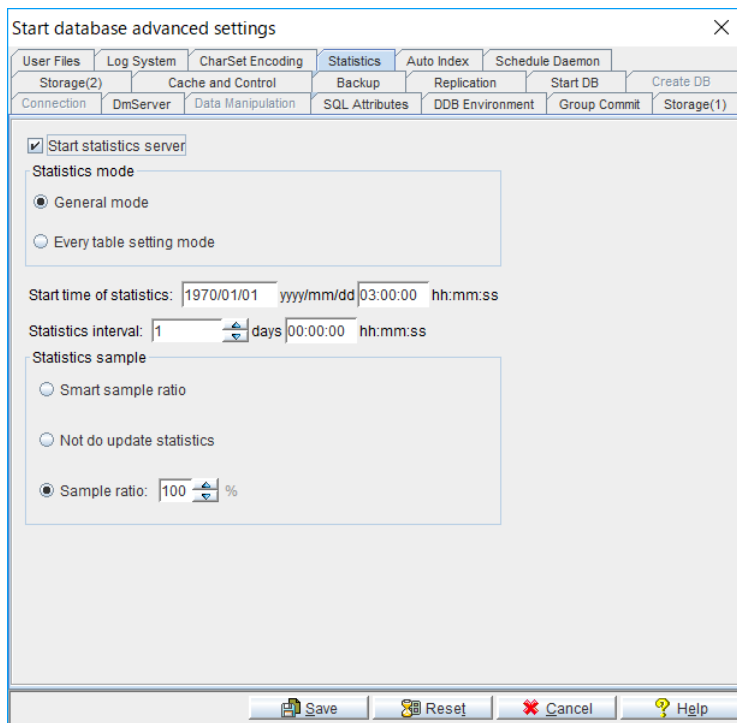 Start database advanced settings
User Files Log System CharSet Encoding Statistics Auto Index Schedule Daemon
Storage(2) Cache and Control Backup Replication Start DB Create DB
Connection DmServer Data Manipulation SQL Attributes DDB Environment Group Commit Storage(1)
Start statistics server
Statistics mode
General mode
Every table setting mode
Start time of statistics: 1970/01/01 yyyy/mm/dd 03:00:00 hh:mm:ss
Statistics interval: 1 days 00:00:00 hh:mm:ss
Statistics sample
Smart sample ratio
Not do update statistics
Sample ratio: 100 %
Save Reset Cancel Help